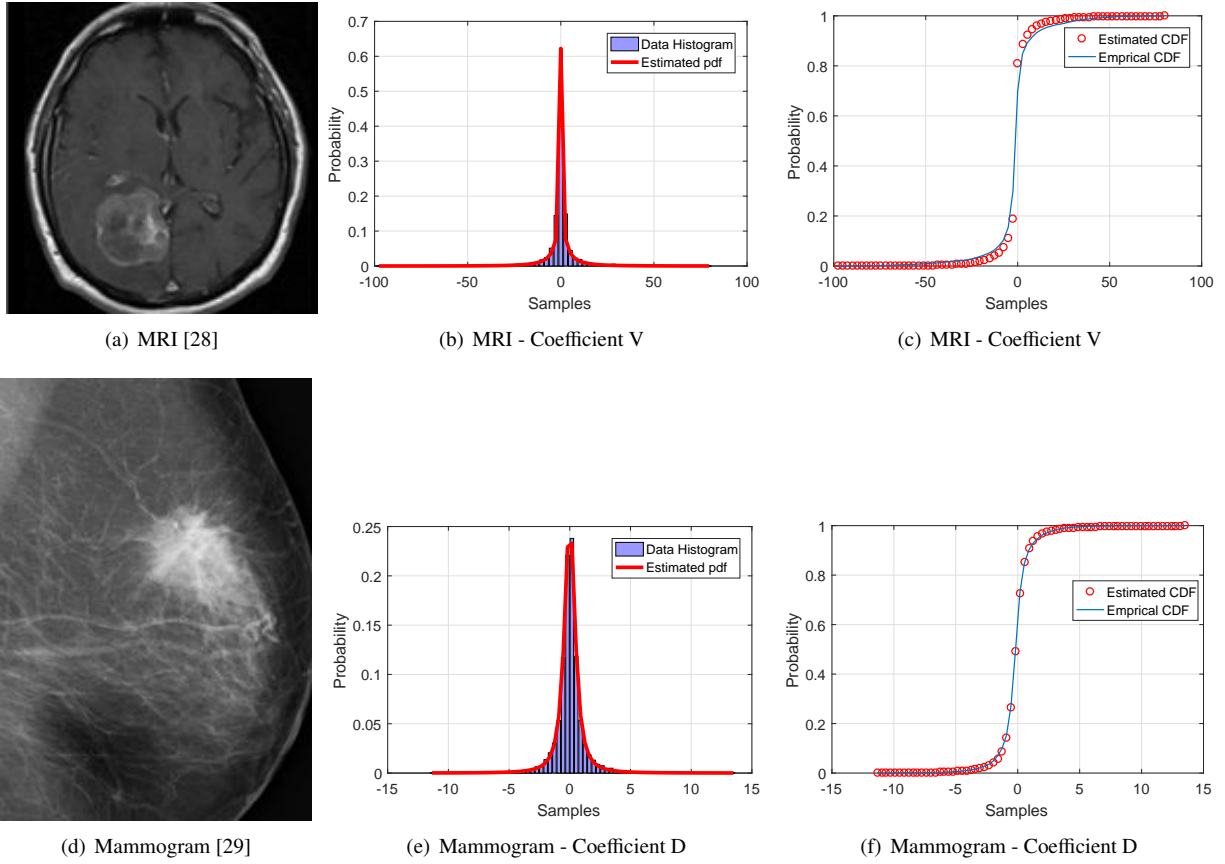 0.7
0.6
0.5
0.4
0.3
0.2
0.1
0
Probability
-100
-50
0
50
100
Samples
Data Histogram
Estimated pdf
1
0.8
0.6
0.4
0.2
0
Probability
-100
-50
0
50
100
Samples
Estimated CDF
Emprical CDF
(a) MRI [28]
(b) MRI - Coefficient V
(c) MRI - Coefficient V
0.25
0.2
0.15
0.1
0.05
0
Probability
-15
-10
-5
0
5
10
15
Samples
Data Histogram
Estimated pdf
1
0.8
0.6
0.4
0.2
0
Probability
-15
-10
-5
0
5
10
15
Samples
Estimated CDF
Emprical CDF
(d) Mammogram [29]
(e) Mammogram - Coefficient D
(f) Mammogram - Coefficient D